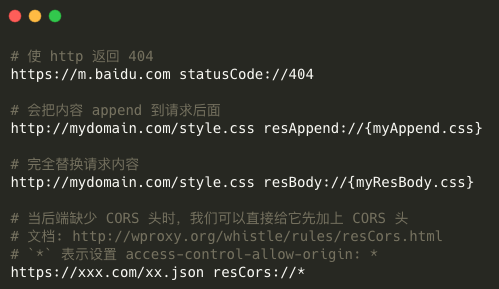 # 使 http 返回 404
https://m.baidu.com statusCode://404
# 会把内容 append 到请求后面
http://mydomain.com/style.css resAppend://{myAppend.css}
# 完全替换请求内容
http://mydomain.com/style.css resBody://{myResBody.css}
# 当后端缺少 CORS 头时，我们可以直接给它先加上 CORS 头
# 文档: http://wproxy.org/whistle/rules/resCors.html
# `*` 表示设置 access-control-allow-origin: *
https://xxx.com/xx.json resCors://*